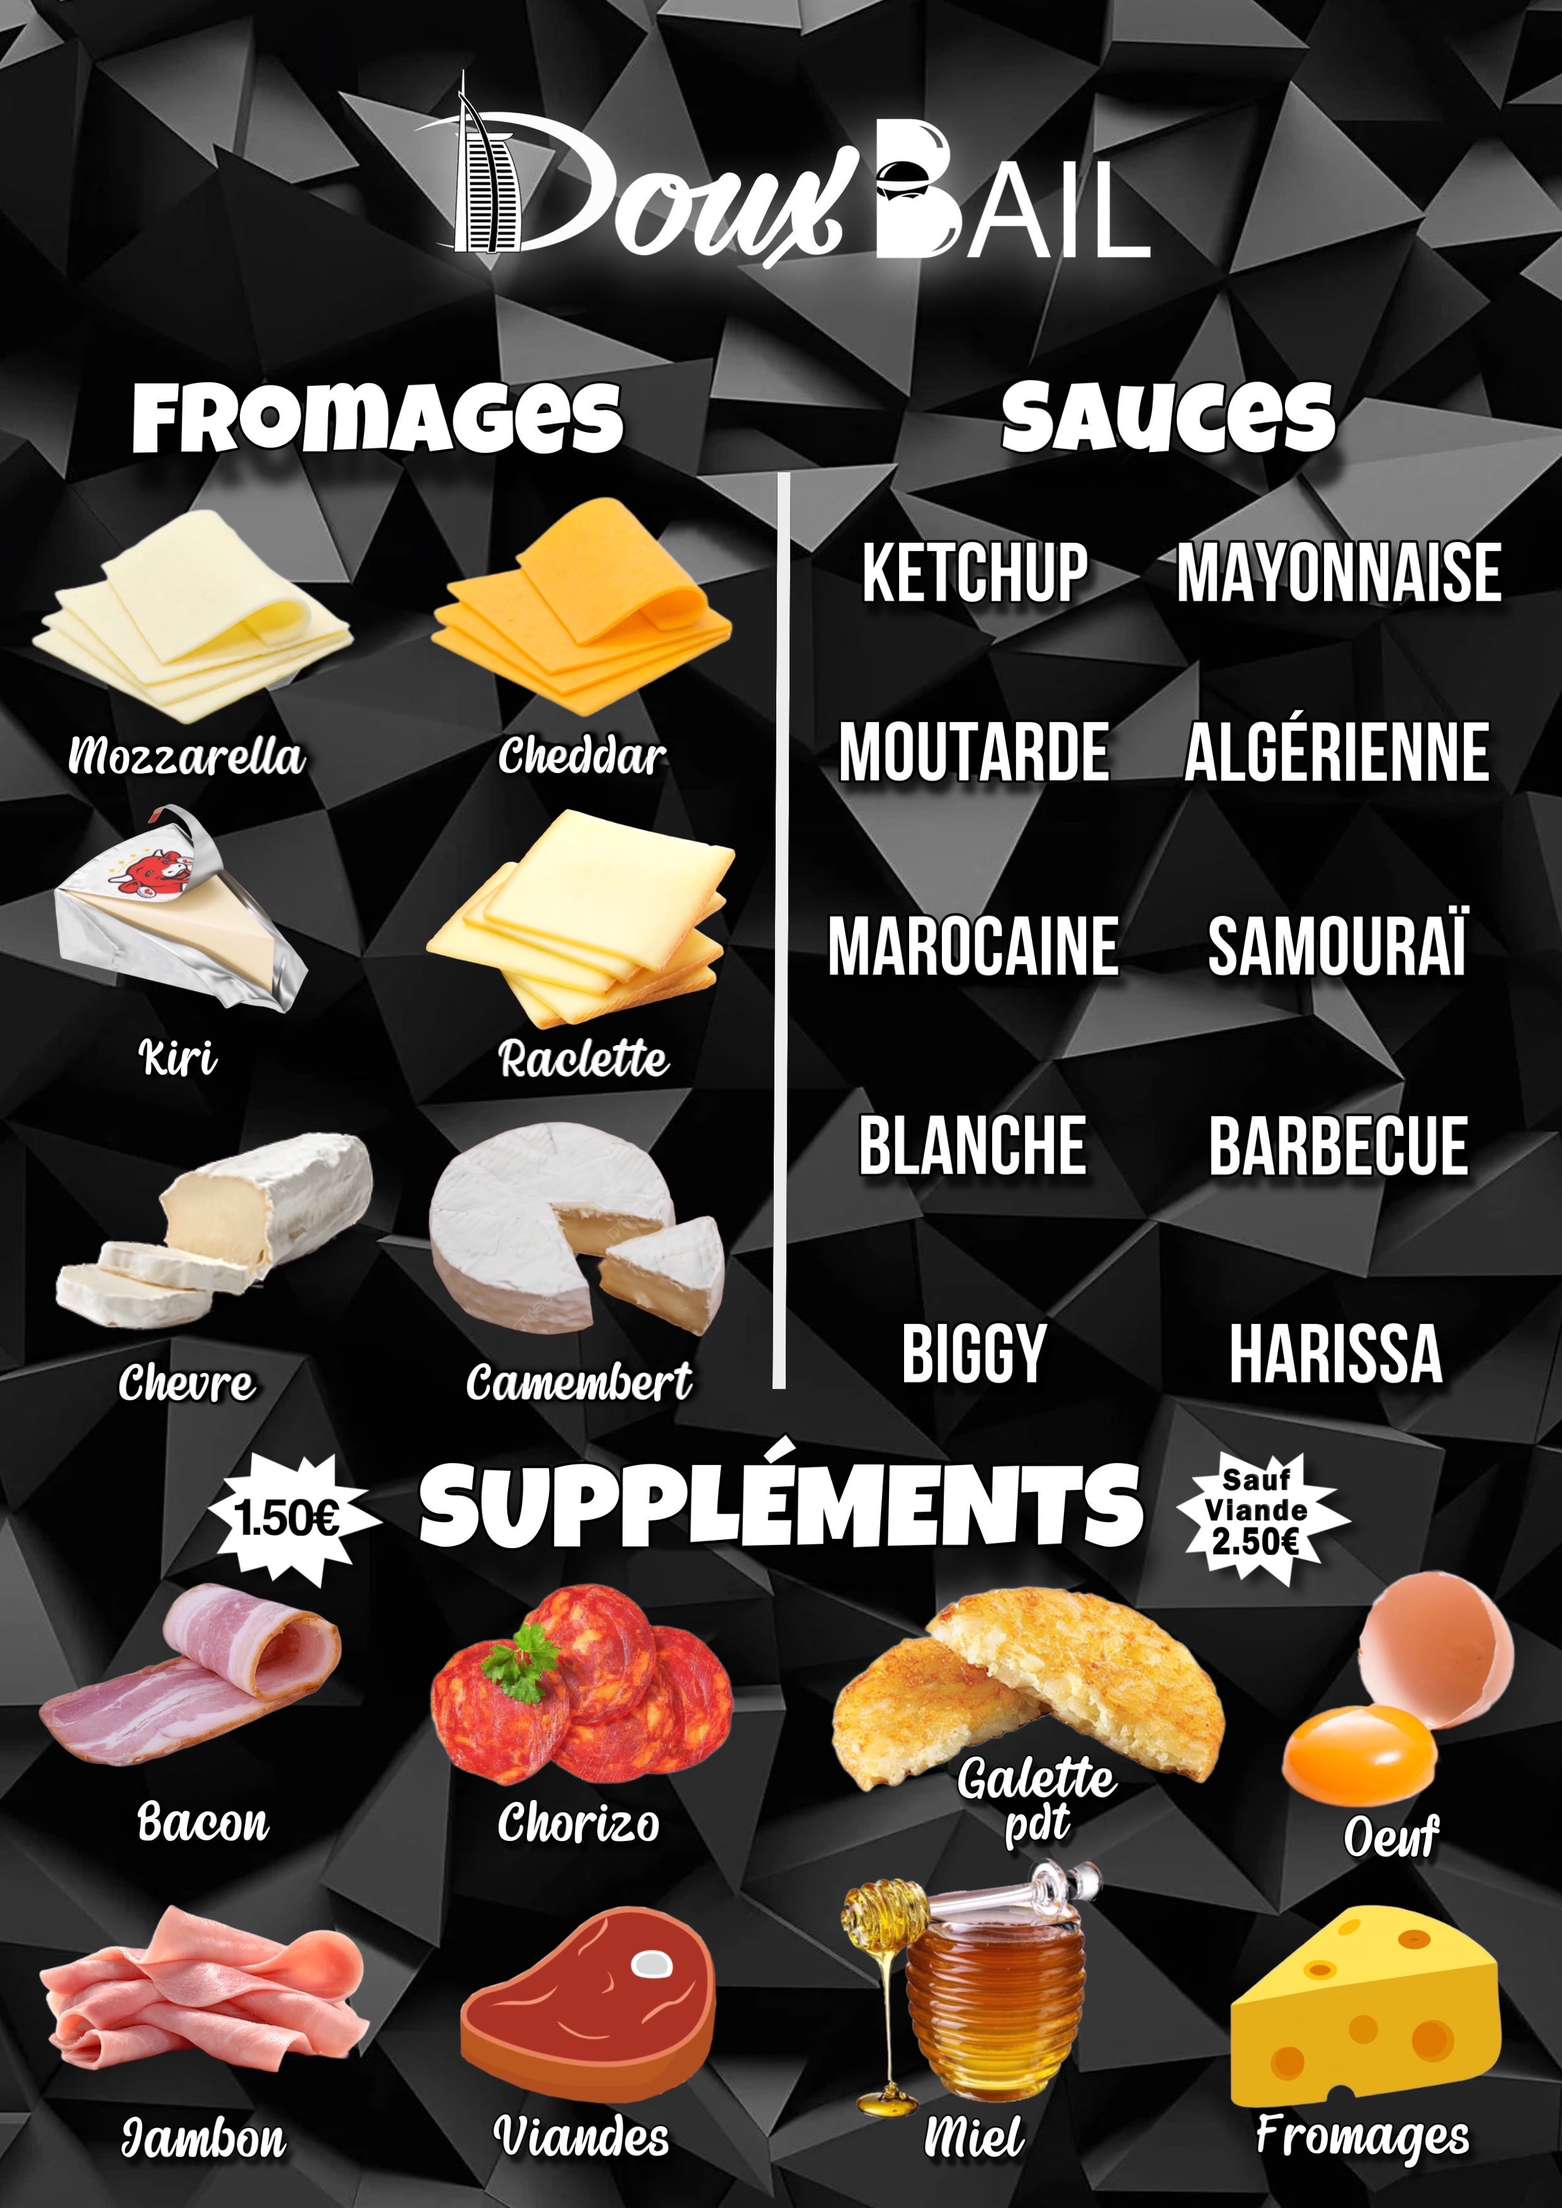 Doux BAIL
FROMAGES
Mozzarella
Cheddar
Kiri
Raclette
Chevre
Camembert
SAUCES
KETCHUP MAYONNAISE
MOUTARDE ALGÉRIENNE
MAROCAINE SAMOURAÏ
BLANCHE BARBECUE
BIGGY HARISSA
1.50€
SUPPLÉMENTS
Sauf
Viande
2.50€
Bacon
Chorizo
Galette
pdt
Oeuf
Jambon
Viandes
Miel
Fromages